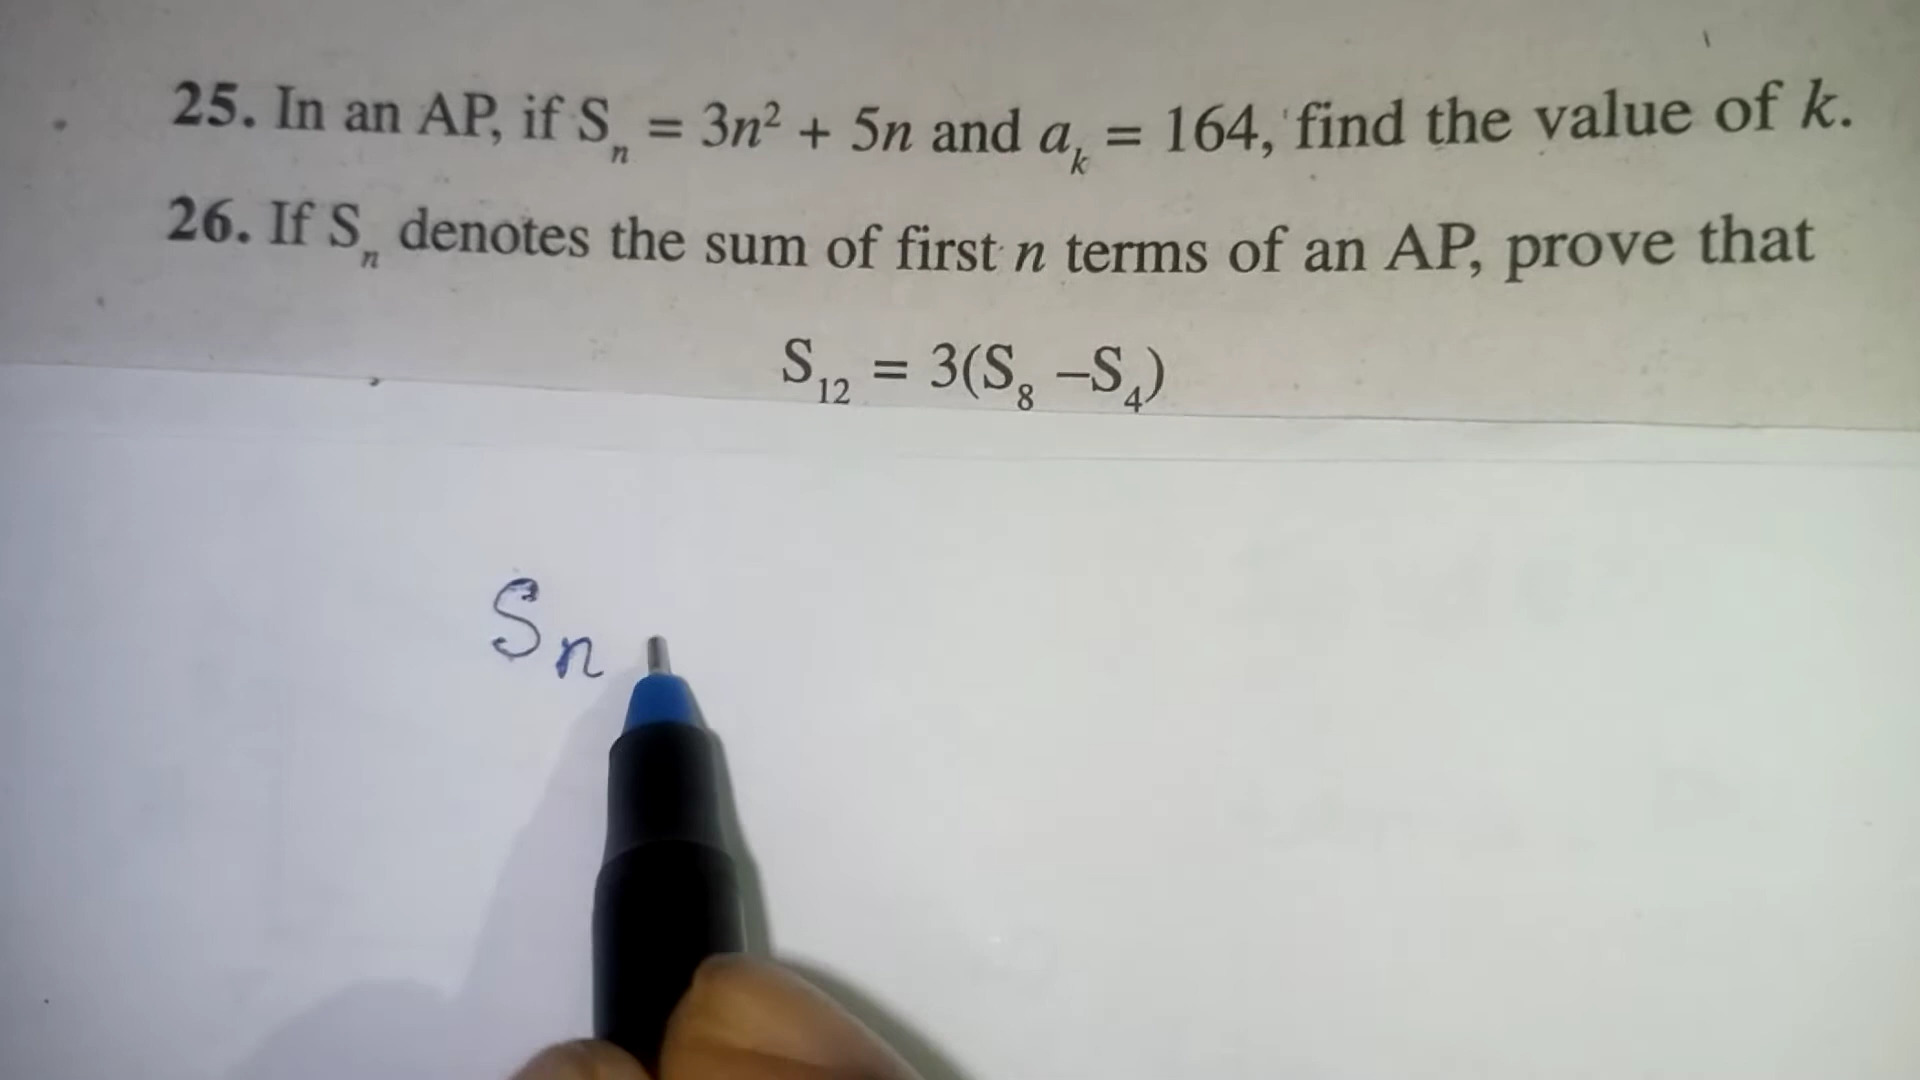 25. In an AP, if Sₙ = 3n² + 5n and aₖ = 164, find the value of k.
26. If Sₙ denotes the sum of first n terms of an AP, prove that
S₁₂ = 3(S₈ –S₄)
Sₙ